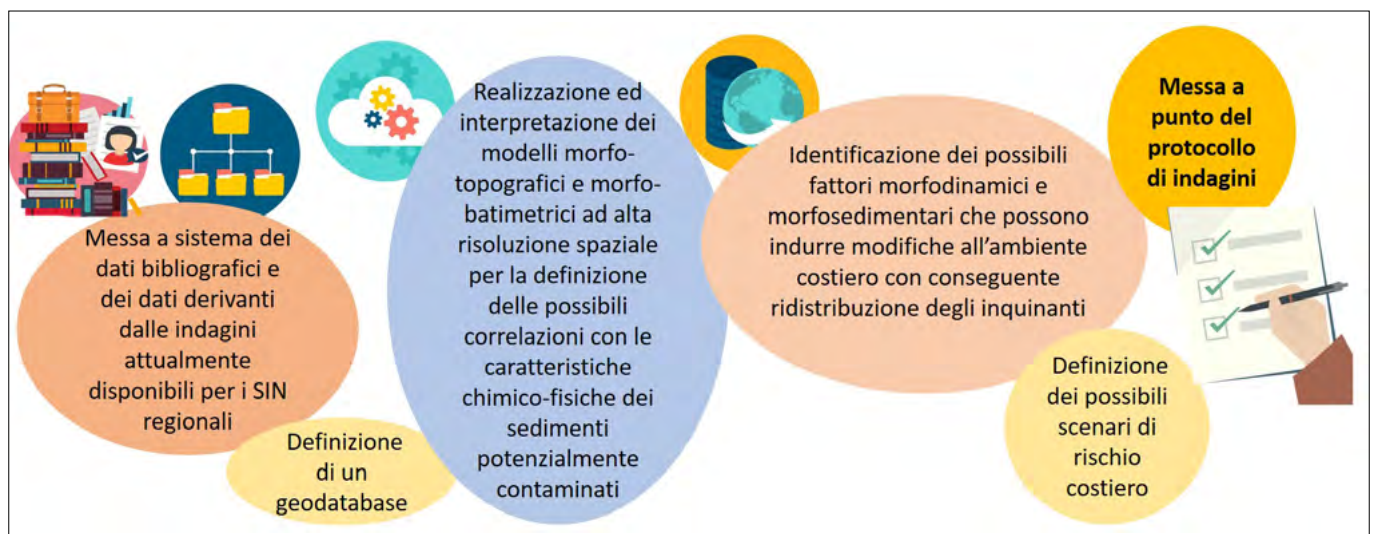 Messa a sistema dei
dati bibliografici e
dei dati derivanti
dalle indagini
attualmente
disponibili per i SIN
regionali
Definizione
di un
geodatabase
Realizzazione ed
interpretazione dei
modelli morfo-
topografici e morfo-
batimetrici ad alta
risoluzione spaziale
per la definizione
delle possibili
correlazioni con le
caratteristiche
chimico-fisiche dei
sedimenti
potenzialmente
contaminati
Identificazione dei possibili
fattori morfodinamici e
morfosedimentari che possono
indurre modifiche all’ambiente
costiero con conseguente
ridistribuzione degli inquinanti
Definizione
dei possibili
scenari di
rischio
costiero
Messa a
punto del
protocollo
di indagini